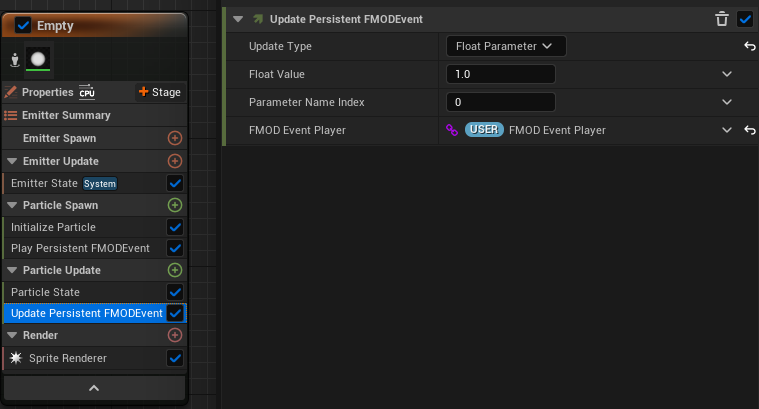 Empty
Properties CPU + Stage
Emitter Summary
Emitter Spawn
Emitter Update
Emitter State System
Particle Spawn
Initialize Particle
Play Persistent FMODEvent
Particle Update
Particle State
Update Persistent FMODEvent
Render
Sprite Renderer
Update Persistent FMODEvent
Update Type Float Parameter
Float Value 1.0
Parameter Name Index 0
FMOD Event Player USER FMOD Event Player